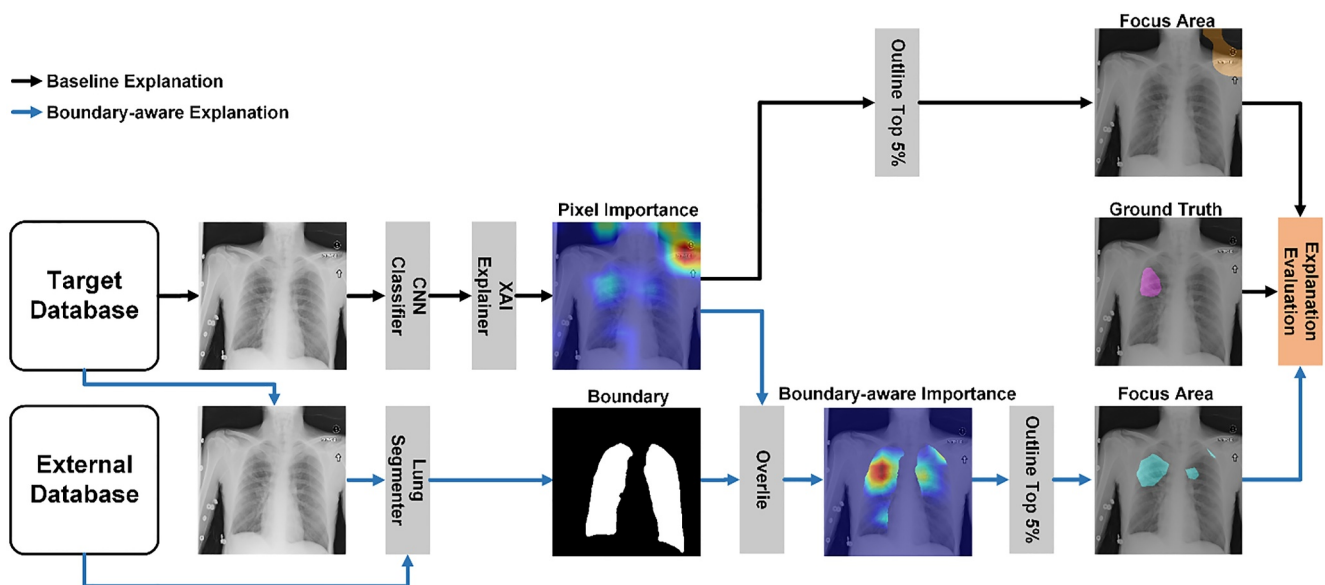 Focus Area
Outline Top 5%
Baseline Explanation
Boundary-aware Explanation
Pixel Importance
Ground Truth
Target
Database
CNN
Classifier
XAI
Explainer
Explanation
Evaluation
Boundary
Boundary-aware Importance
Focus Area
External
Database
Lung
Segmenter
Overlie
Outline Top 5%